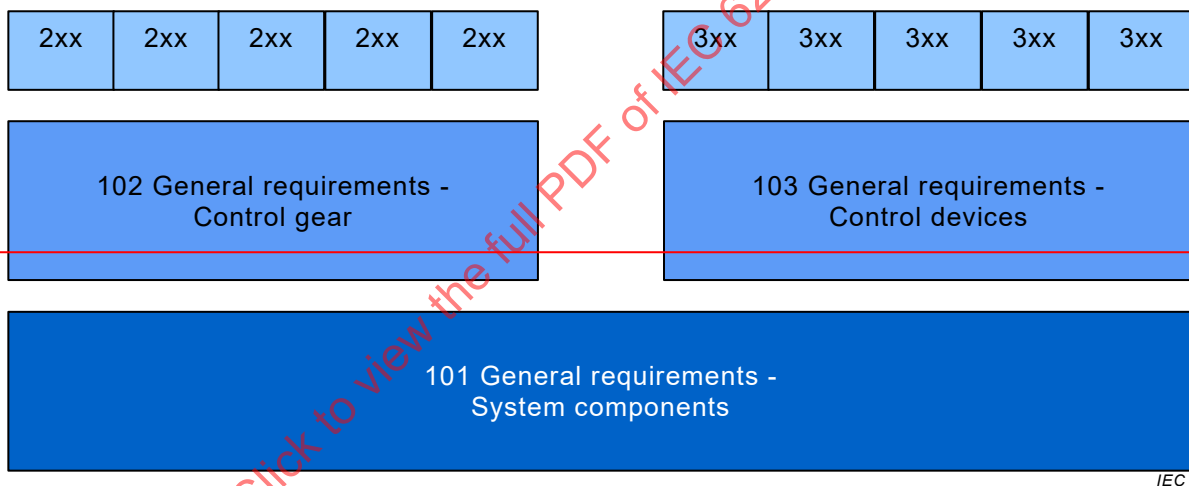 2xx 2xx 2xx 2xx 2xx 3xx 3xx 3xx 3xx 3xx
102 General requirements -
Control gear
103 General requirements -
Control devices
101 General requirements -
System components
IEC
Click to view the full PDF of IEC 62